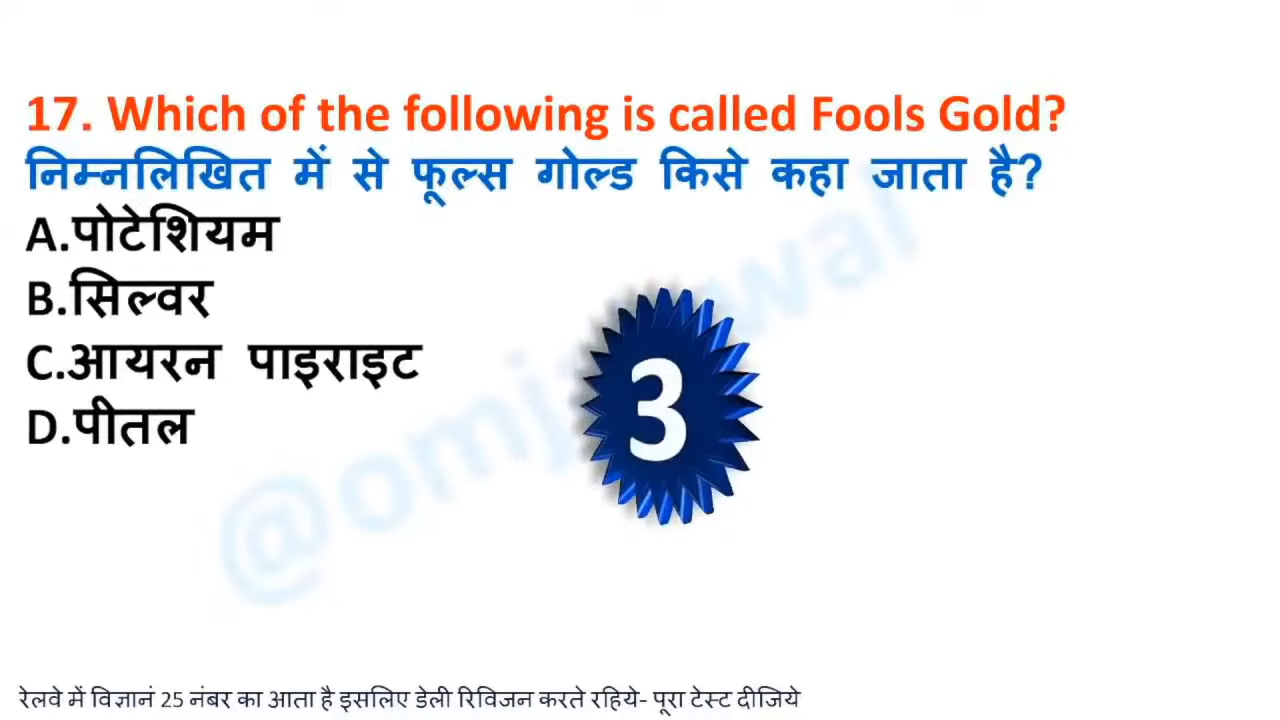 17. Which of the following is called Fools Gold?
निम्नलिखित में से फूल्स गोल्ड किसे कहा जाता है?
A.पोटेशियम
B.सिल्वर
C.आयरन पाइराइट
D.पीतल
3
रेलवे में विज्ञानं 25 नंबर का आता है इसलिए डेली रिविजन करते रहिये- पूरा टेस्ट दीजिये